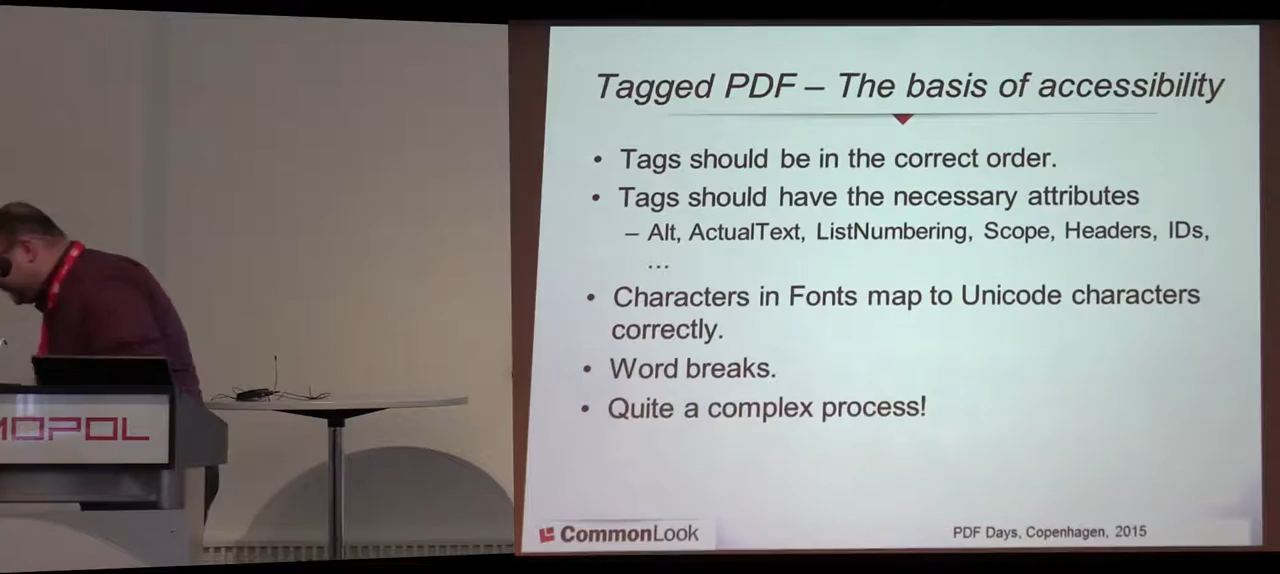 Tagged PDF – The basis of accessibility
• Tags should be in the correct order.
• Tags should have the necessary attributes
– Alt, ActualText, ListNumbering, Scope, Headers, IDs,
…
• Characters in Fonts map to Unicode characters
correctly.
• Word breaks.
• Quite a complex process!
MOPOL
CommonLook
PDF Days, Copenhagen, 2015